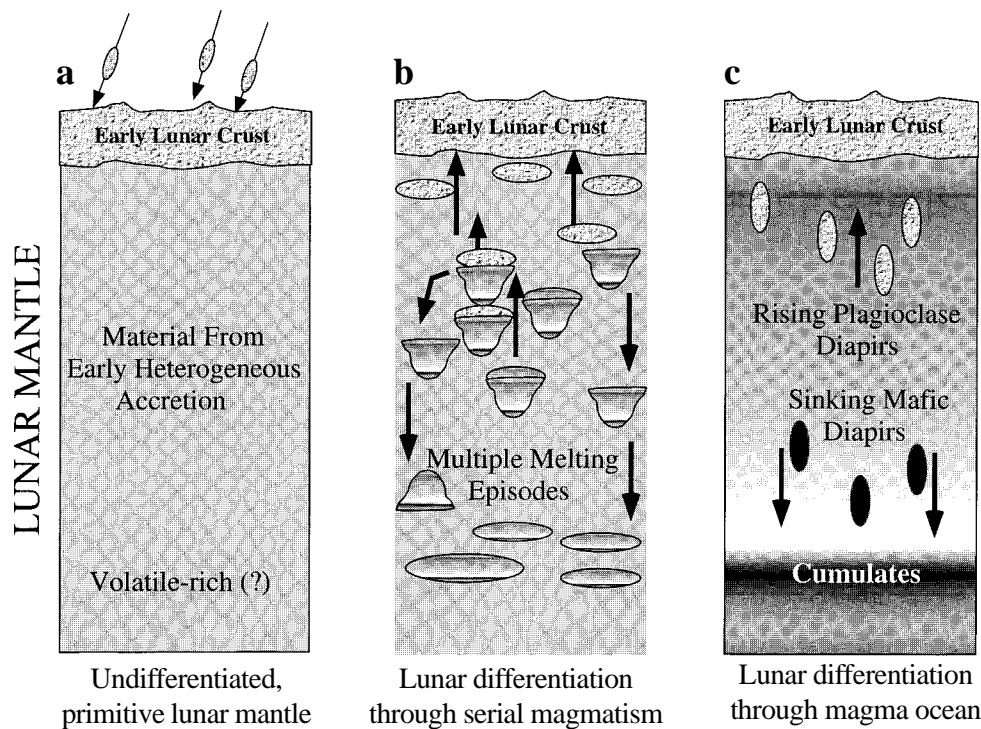 LUNAR MANTLE
a
Early Lunar Crust
Material From
Early Heterogeneous
Accretion
Volatile-rich (?)
Undifferentiated,
primitive lunar mantle
b
Early Lunar Crust
Multiple Melting
Episodes
Lunar differentiation
through serial magmatism
c
Early Lunar Crust
Rising Plagioclase
Diapirs
Sinking Mafic
Diapirs
Cumulates
Lunar differentiation
through magma ocean